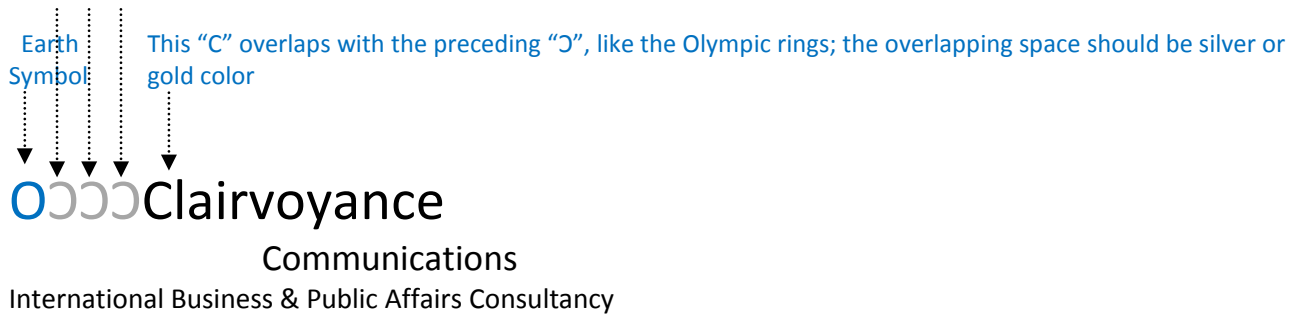 Earth This “C” overlaps with the preceding “Ɔ”, like the Olympic rings; the overlapping space should be silver or
Symbol gold color
OƆƆƆClairvoyance
Communications
International Business & Public Affairs Consultancy